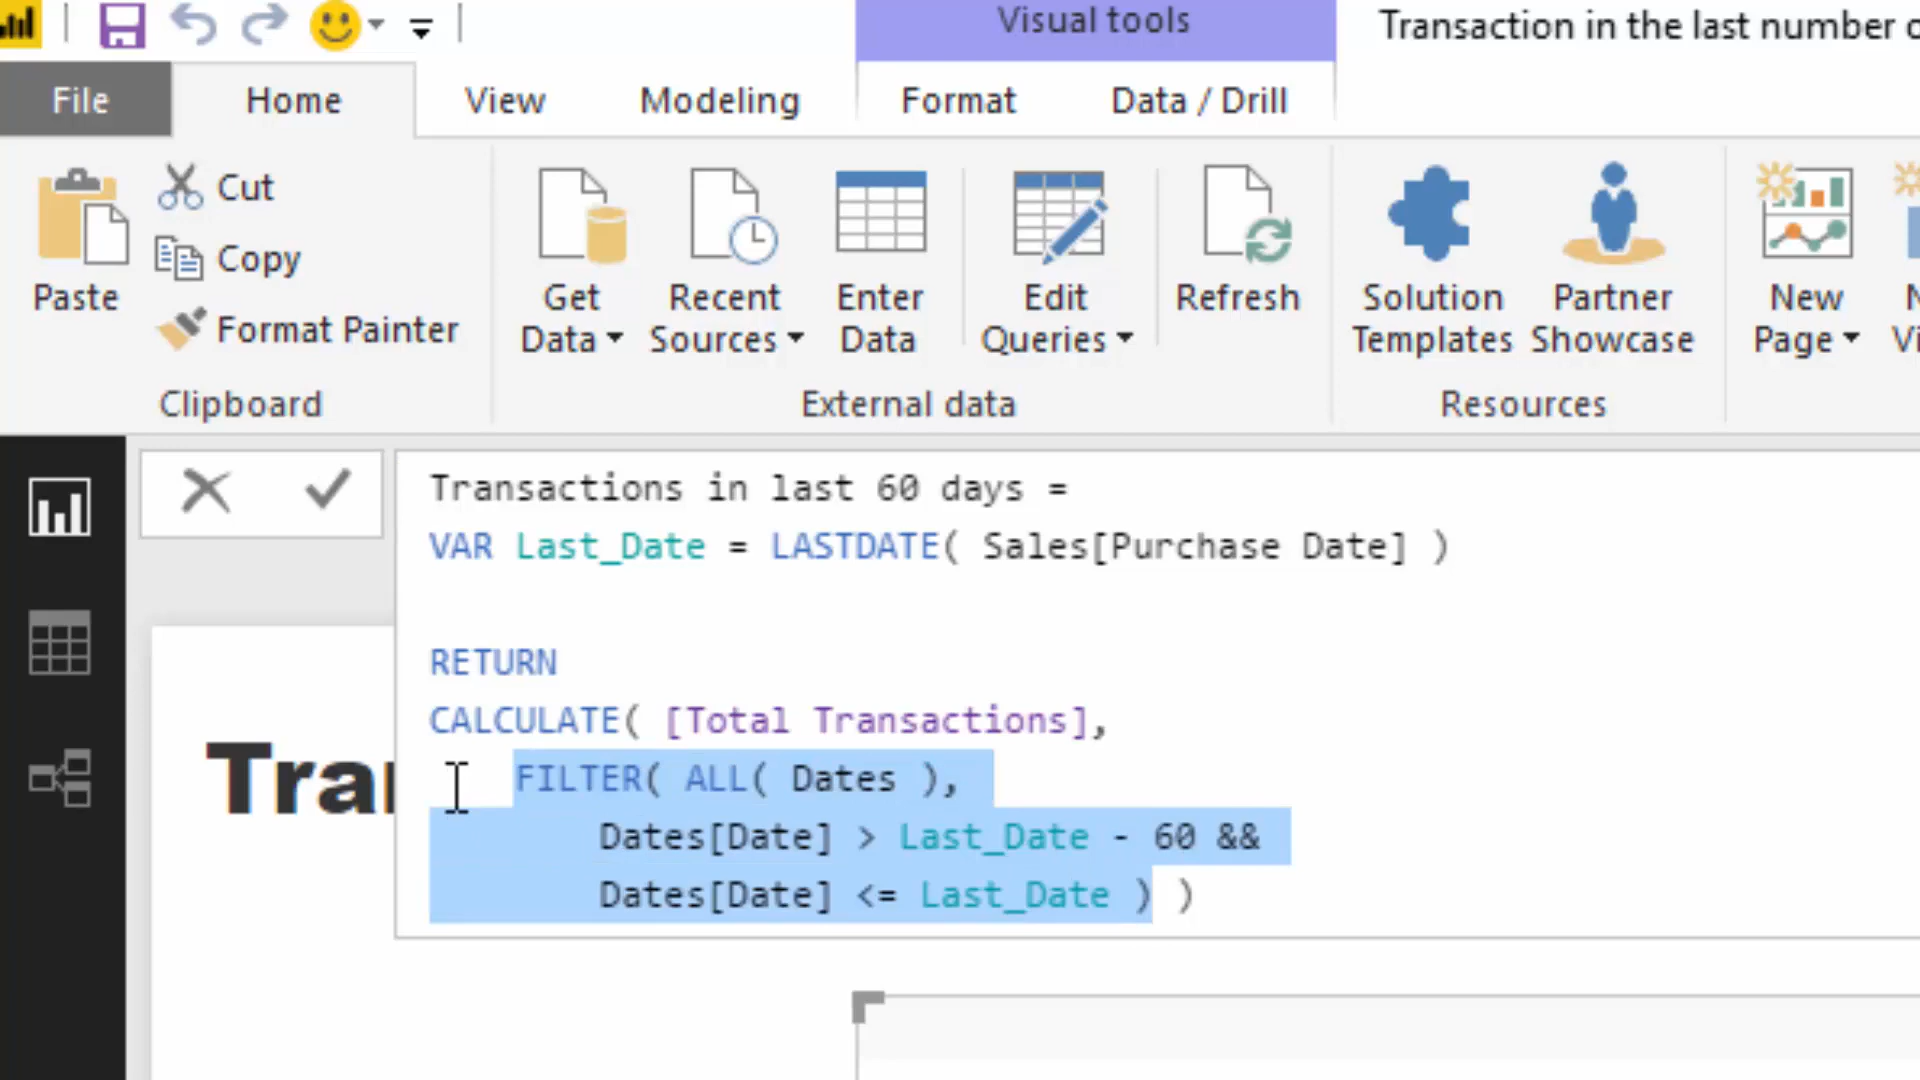 Visual tools
Transaction in the last number
File Home View Modeling Format Data / Drill
Paste
Cut
Copy
Format Painter
Clipboard
Get Data
Recent Sources
Enter Data
Edit Queries
Refresh
External data
Solution Templates
Partner Showcase
Resources
New Page
Transactions in last 60 days =
VAR Last_Date = LASTDATE( Sales[Purchase Date] )
RETURN
CALCULATE( [Total Transactions],
FILTER( ALL( Dates ),
Dates[Date] > Last_Date - 60 &&
Dates[Date] <= Last_Date ) )
Tra